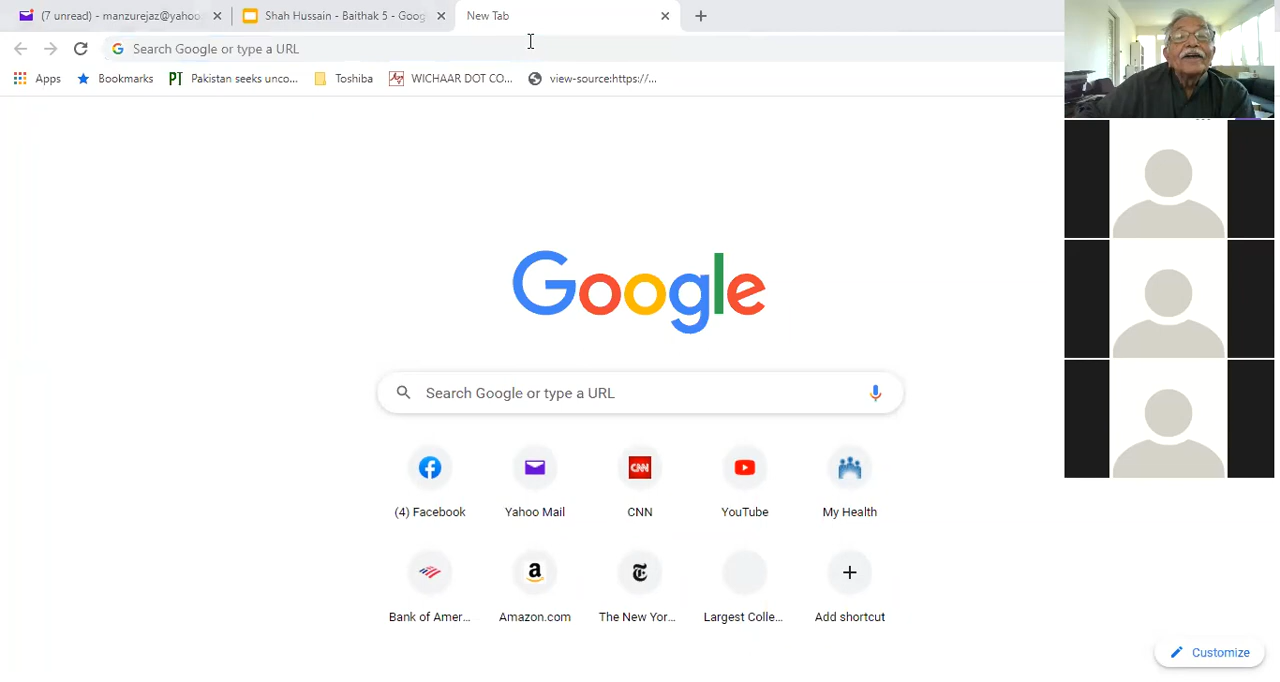 (7 unread) - manzurejaz@yahoo
Shah Hussain - Baithak 5 - Goog
New Tab
Search Google or type a URL
Apps
Bookmarks
PT Pakistan seeks unco...
Toshiba
WICHAAR DOT CO...
view-source:https://...
Google
Search Google or type a URL
(4) Facebook
Yahoo Mail
CNN
CNN
YouTube
My Health
Bank of Amer...
Amazon.com
The New Yor...
Largest Colle...
Add shortcut
Customize